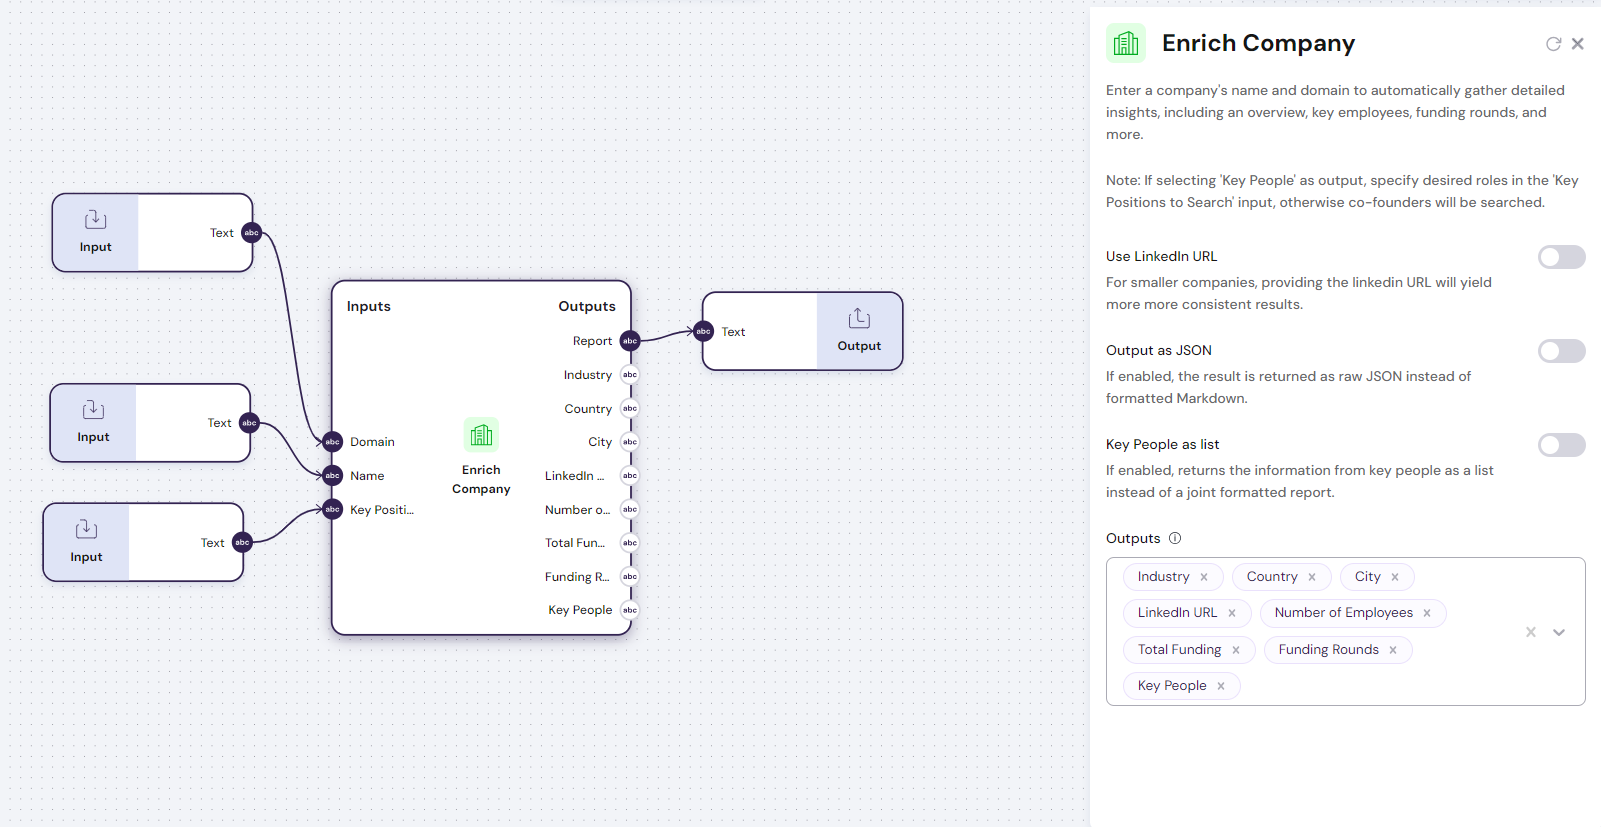 Input
Text
abc
Input
Text
abc
Input
Text
abc
Inputs
Outputs
abc
Domain
abc
Name
abc
Key Positi...
Enrich
Company
Report
abc
Industry
abc
Country
abc
City
abc
LinkedIn ...
abc
Number o...
abc
Total Fun...
abc
Funding R...
abc
Key People
abc
abc
Text
Output
Enrich Company
Enter a company's name and domain to automatically gather detailed
insights, including an overview, key employees, funding rounds, and
more.
Note: If selecting 'Key People' as output, specify desired roles in the 'Key
Positions to Search' input, otherwise co-founders will be searched.
Use LinkedIn URL
For smaller companies, providing the linkedin URL will yield
more more consistent results.
Output as JSON
If enabled, the result is returned as raw JSON instead of
formatted Markdown.
Key People as list
If enabled, returns the information from key people as a list
instead of a joint formatted report.
Outputs
Industry
Country
City
LinkedIn URL
Number of Employees
Total Funding
Funding Rounds
Key People